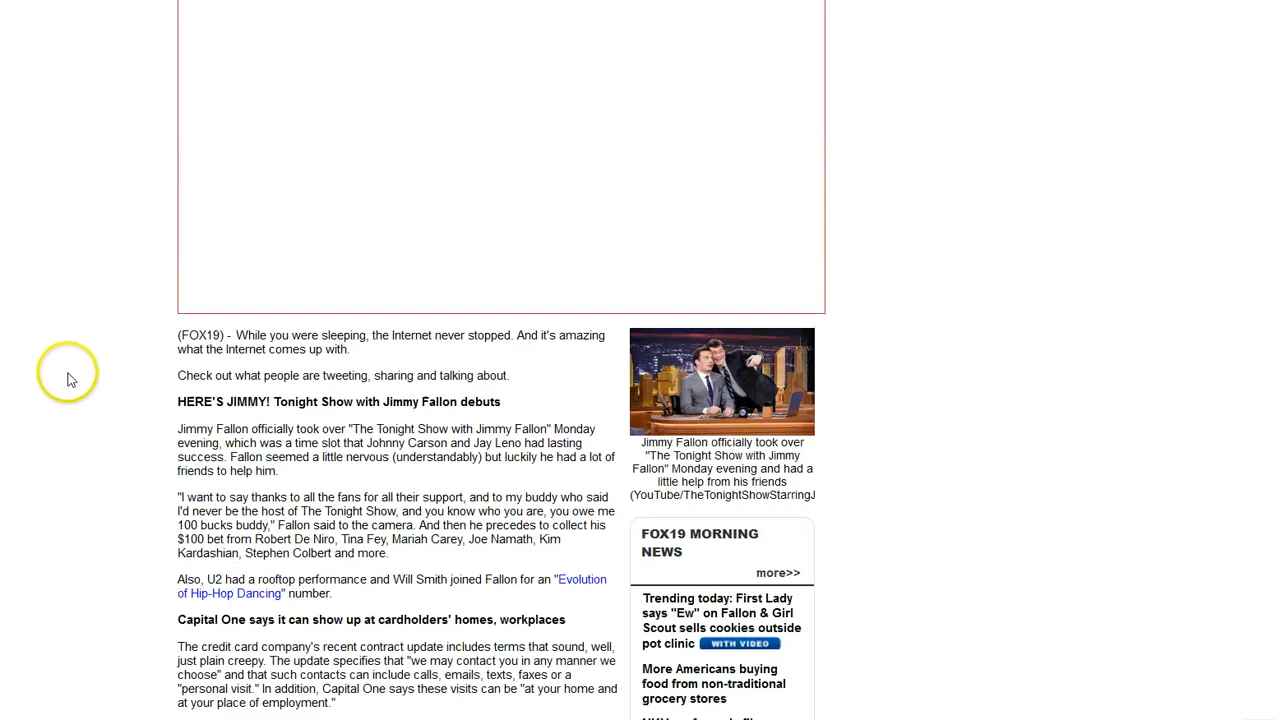 (FOX19) - While you were sleeping, the Internet never stopped. And it's amazing
what the Internet comes up with.
Check out what people are tweeting, sharing and talking about.
HERE'S JIMMY! Tonight Show with Jimmy Fallon debuts
Jimmy Fallon officially took over "The Tonight Show with Jimmy Fallon" Monday
evening, which was a time slot that Johnny Carson and Jay Leno had lasting
success. Fallon seemed a little nervous (understandably) but luckily he had a lot of
friends to help him.
"I want to say thanks to all the fans for all their support, and to my buddy who said
I'd never be the host of The Tonight Show, and you know who you are, you owe me
100 bucks buddy," Fallon said to the camera. And then he precedes to collect his
$100 bet from Robert De Niro, Tina Fey, Mariah Carey, Joe Namath, Kim
Kardashian, Stephen Colbert and more.
Also, U2 had a rooftop performance and Will Smith joined Fallon for an "Evolution
of Hip-Hop Dancing" number.
Capital One says it can show up at cardholders' homes, workplaces
The credit card company's recent contract update includes terms that sound, well,
just plain creepy. The update specifies that "we may contact you in any manner we
choose" and that such contacts can include calls, emails, texts, faxes or a
"personal visit." In addition, Capital One says these visits can be "at your home and
at your place of employment."
Jimmy Fallon officially took over
"The Tonight Show with Jimmy
Fallon" Monday evening and had a
little help from his friends
(YouTube/TheTonightShowStarringJ
FOX19 MORNING
NEWS
more>>
Trending today: First Lady
says "Ew" on Fallon & Girl
Scout sells cookies outside
pot clinic WITH VIDEO
More Americans buying
food from non-traditional
grocery stores